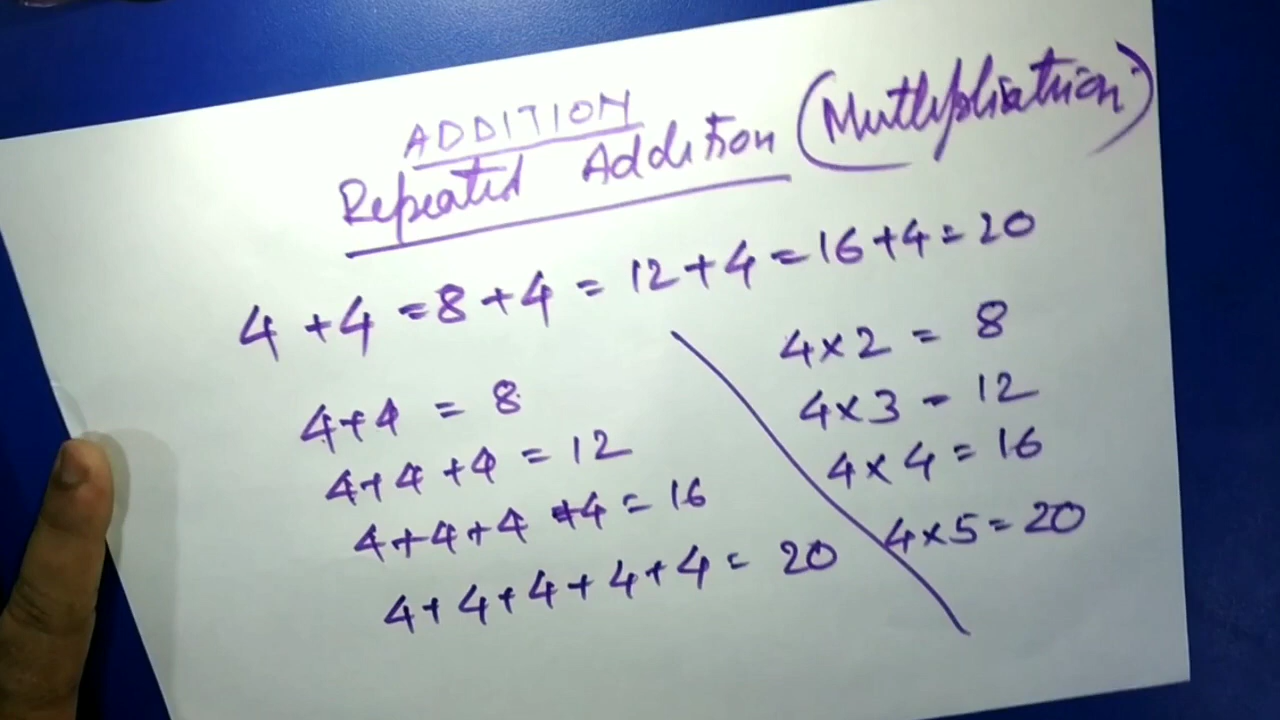 ADDITION
Repeated Addition (Mutleplication)
4 + 4 = 8 + 4 = 12 + 4 = 16 + 4 = 20
4+4 = 8
4+4+4 = 12
4+4+4+4 = 16
4+4+4+4+4 = 20
4×2 = 8
4×3 - 12
4×4 = 16
4×5 = 20